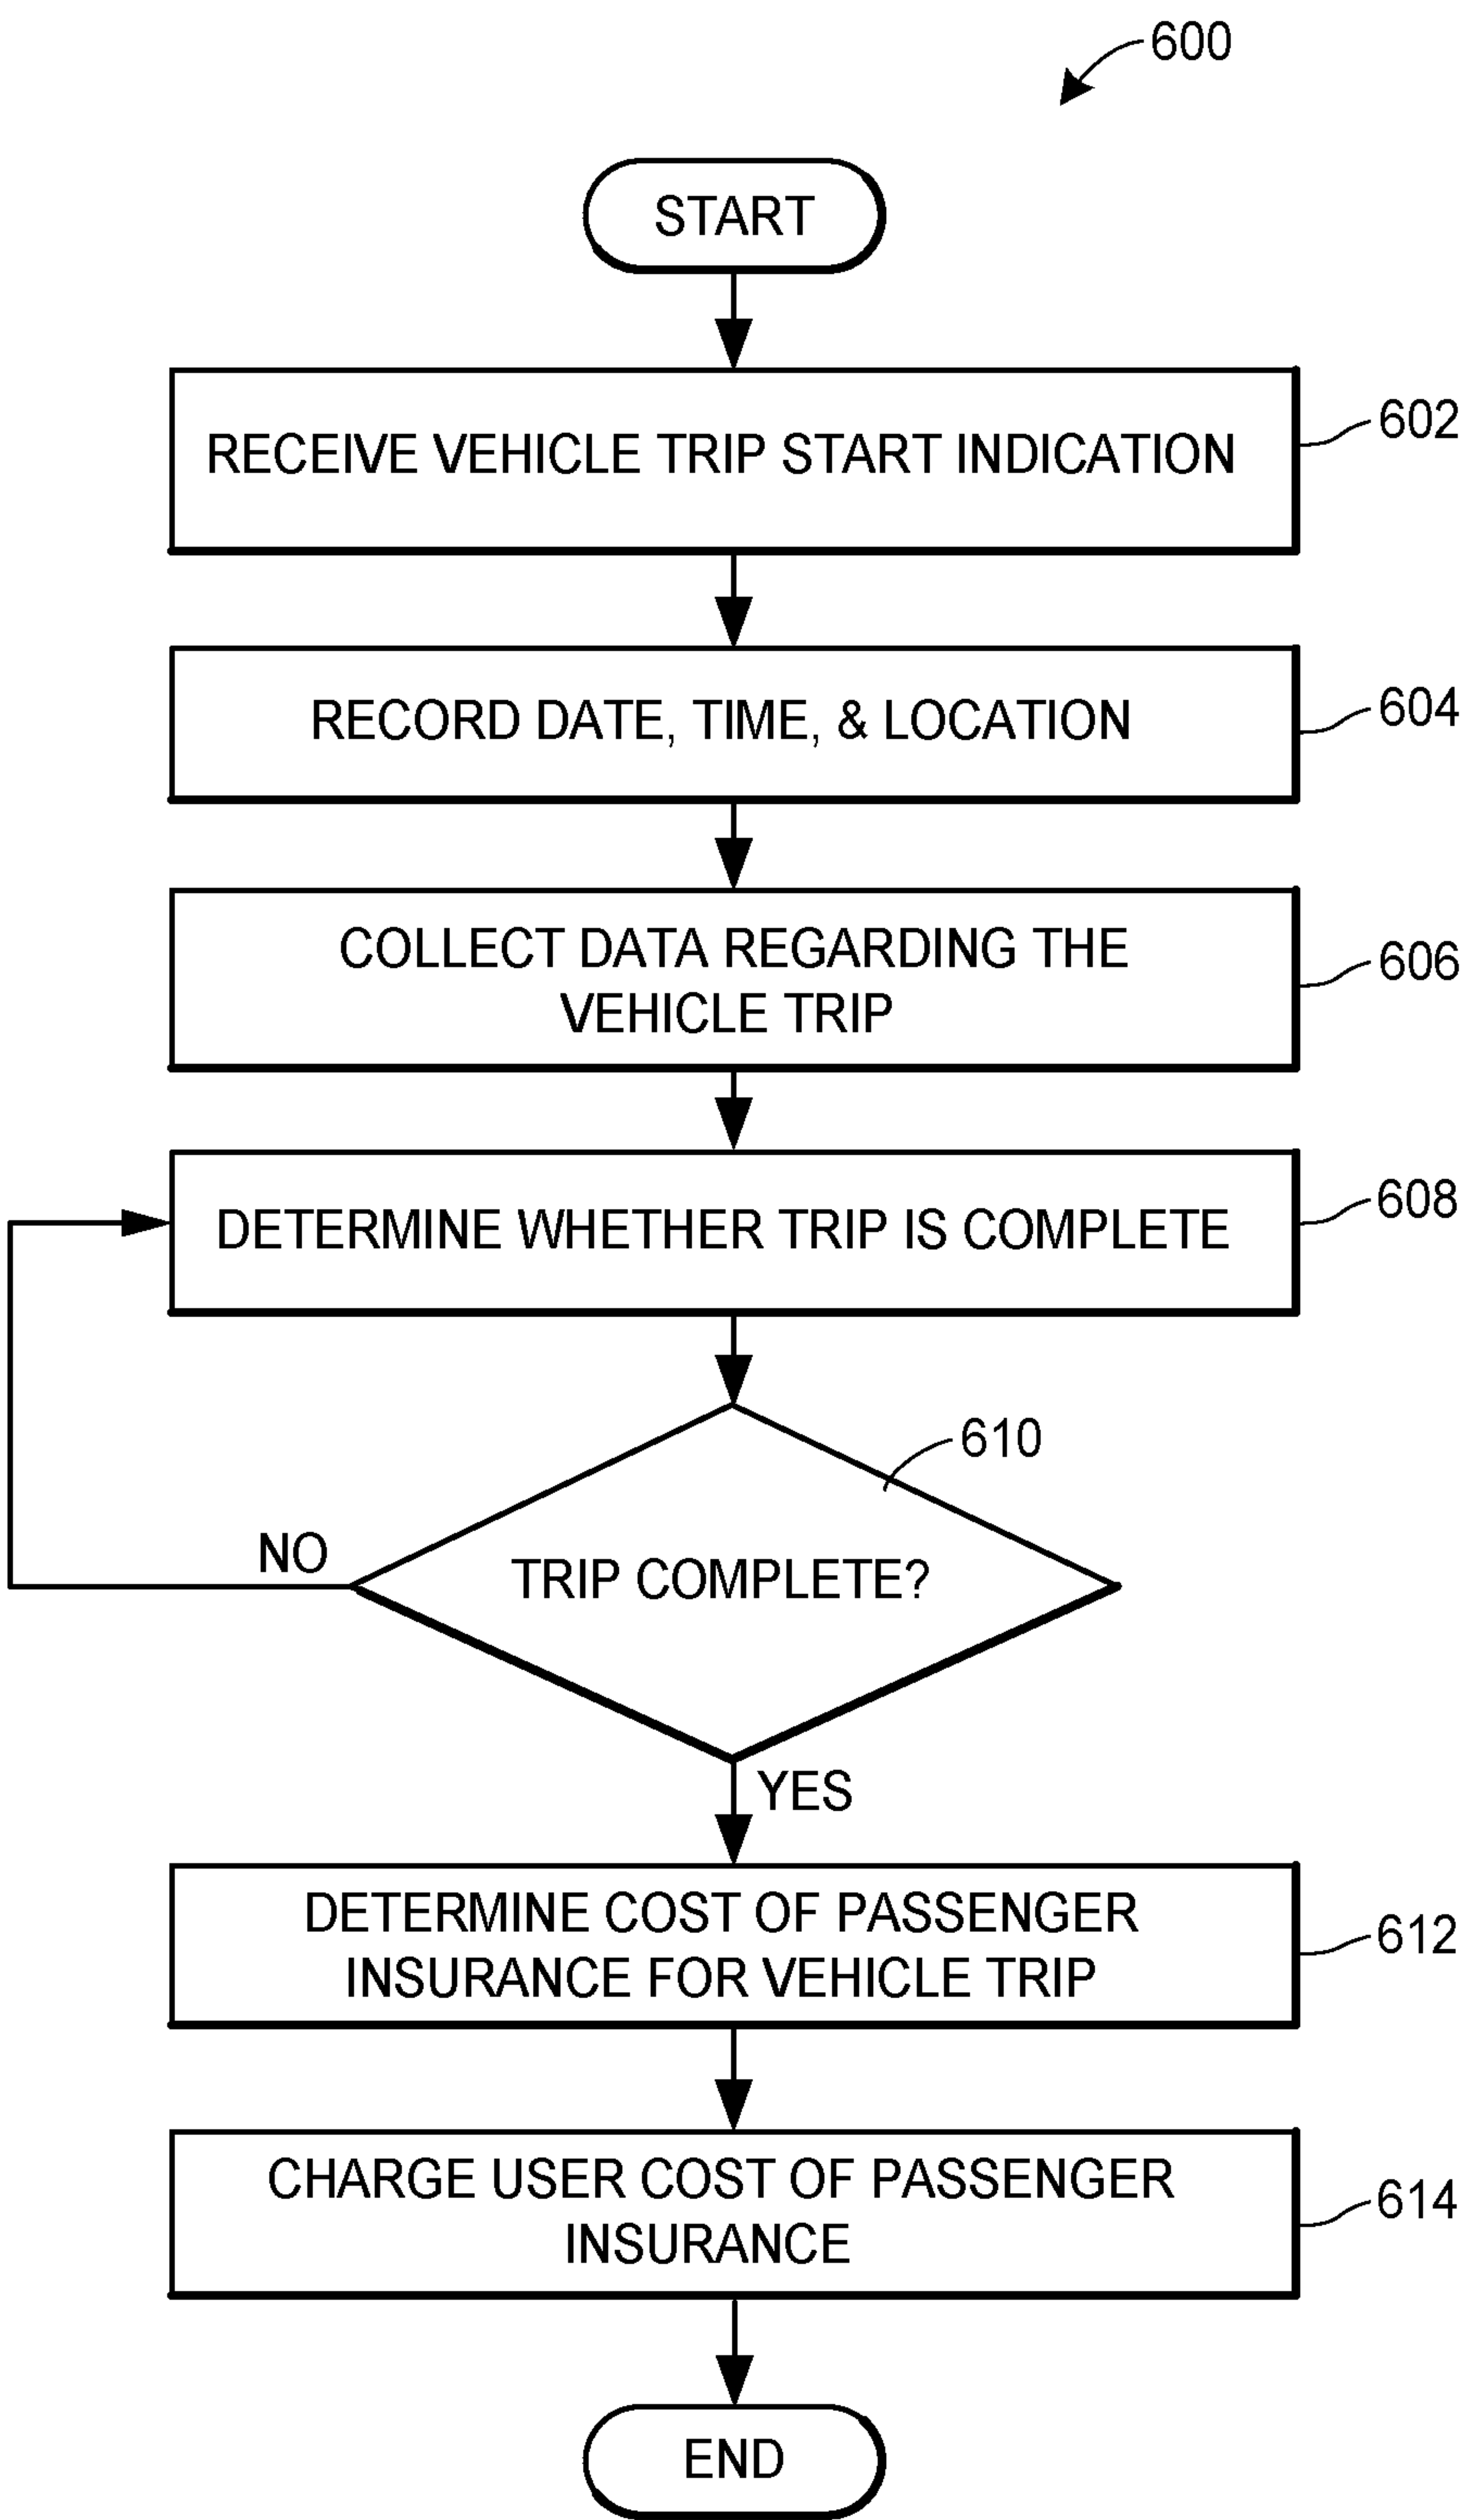 600
START
RECEIVE VEHICLE TRIP START INDICATION
602
RECORD DATE, TIME, & LOCATION
604
COLLECT DATA REGARDING THE
VEHICLE TRIP
606
DETERMINE WHETHER TRIP IS COMPLETE
608
610
NO
TRIP COMPLETE?
YES
DETERMINE COST OF PASSENGER
INSURANCE FOR VEHICLE TRIP
612
CHARGE USER COST OF PASSENGER
INSURANCE
614
END